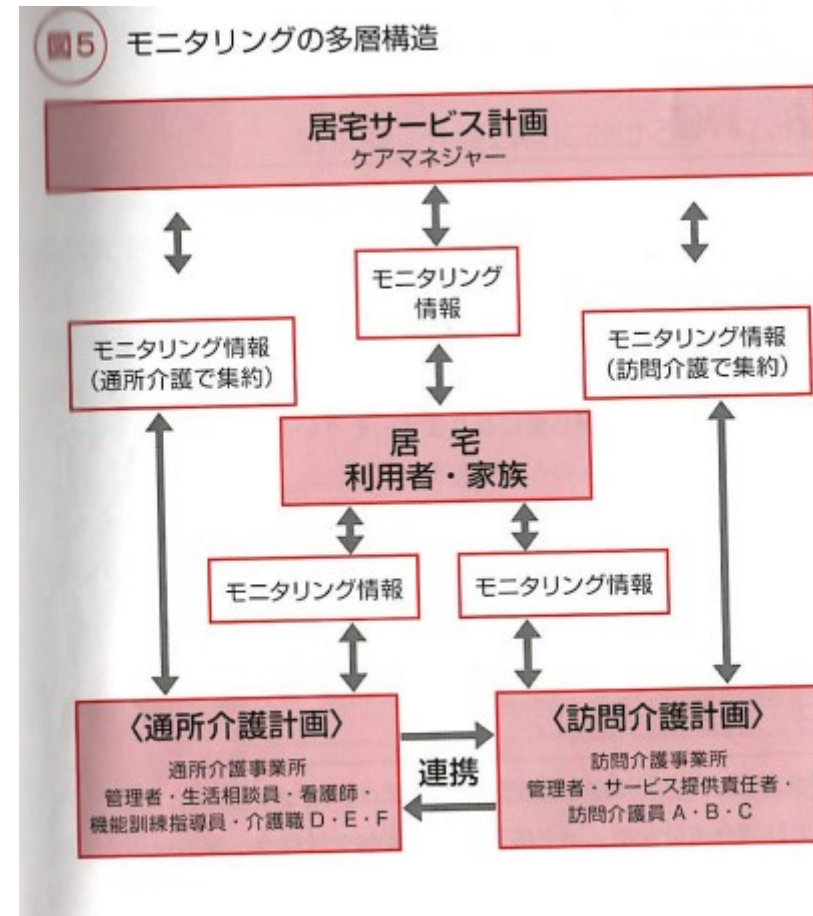 図5 モニタリングの多層構造
居宅サービス計画
ケアマネジャー
モニタリング
情報
モニタリング情報
(通所介護で集約)
モニタリング情報
(訪問介護で集約)
居 宅
利用者・家族
モニタリング情報
モニタリング情報
〈通所介護計画〉
通所介護事業所
管理者・生活相談員・看護師・
機能訓練指導員・介護職 D・E・F
連携
〈訪問介護計画〉
訪問介護事業所
管理者・サービス提供責任者・
訪問介護員 A・B・C